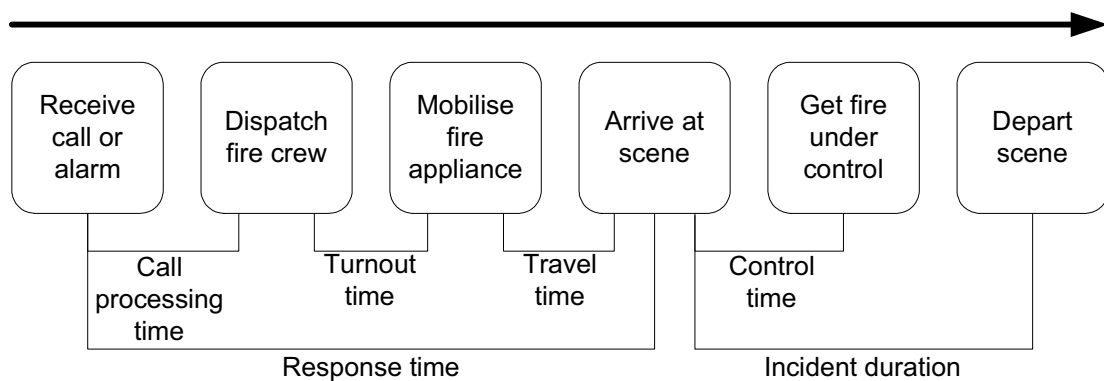 Receive
call or
alarm
Dispatch
fire crew
Mobilise
fire
appliance
Arrive at
scene
Get fire
under
control
Depart
scene
Call
processing
time
Turnout
time
Travel
time
Control
time
Response time
Incident duration